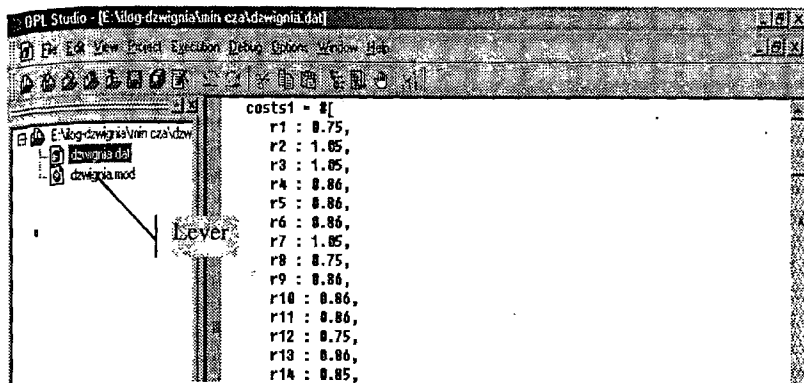 OPL Studio - [E:\ilog-dzwignia\min cza\dzwignia.dat]
File Edit View Project Execution Debug Options Window Help
E:\ilog-dzwignia\min cza\dzw
dzwignia.dat
dzwignia.mod
Lever
costs1 = #[
r1 : 0.75,
r2 : 1.05,
r3 : 1.05,
r4 : 0.86,
r5 : 0.86,
r6 : 0.86,
r7 : 1.05,
r8 : 0.75,
r9 : 0.86,
r10 : 0.86,
r11 : 0.86,
r12 : 0.75,
r13 : 0.86,
r14 : 0.85,